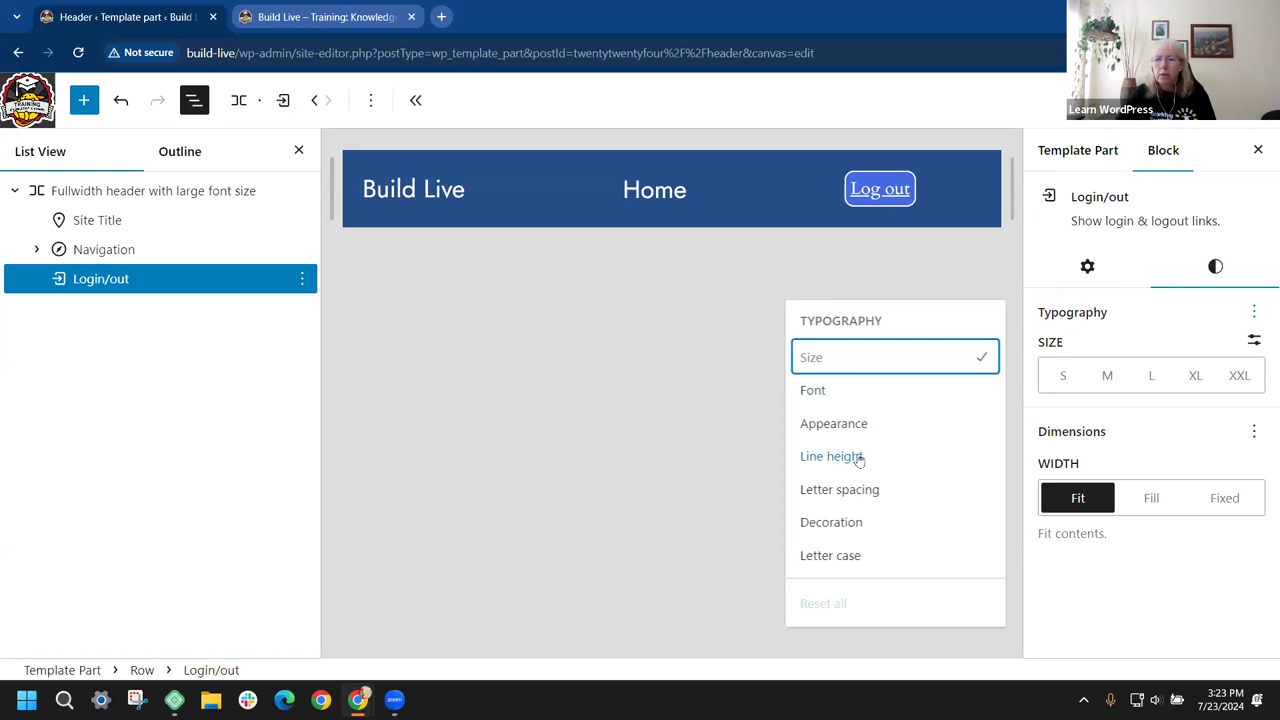 Header ‹ Template part ‹ Build L
Build Live – Training: Knowledg
Not secure
build-live/wp-admin/site-editor.php?postType=wp_template_part&postId=twentytwentyfour%2F%2Fheader&canvas=edit
Learn WordPress
TRAINING
List View
Outline
Template Part
Block
Fullwidth header with large font size
Site Title
Navigation
Login/out
Build Live
Home
Log out
Login/out
Show login & logout links.
TYPOGRAPHY
Size
Font
Appearance
Line height
Letter spacing
Decoration
Letter case
Reset all
Typography
SIZE
S
M
L
XL
XXL
Dimensions
WIDTH
Fit
Fill
Fixed
Fit contents.
Template Part
Row
Login/out
zoom
3:23 PM
7/23/2024